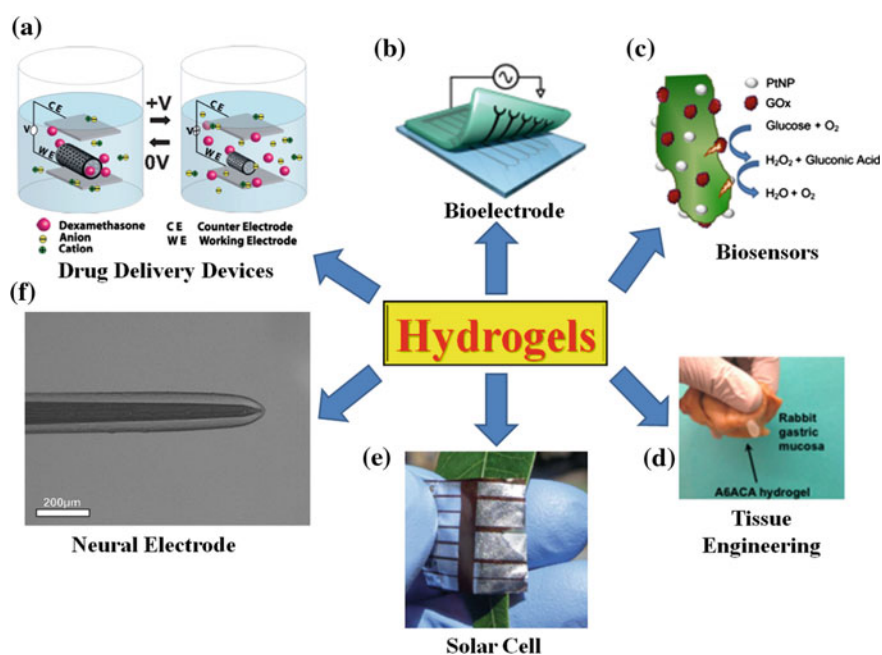 (a)
CE
CE
+V
V
V
WE
WE
0V
Dexamethasone
CE Counter Electrode
Anion
WE Working Electrode
Cation
Drug Delivery Devices
(b)
Bioelectrode
(c)
PtNP
GOx
Glucose + O₂
H₂O₂ + Gluconic Acid
H₂O + O₂
Biosensors
(f)
200µm
Neural Electrode
Hydrogels
(e)
Solar Cell
(d)
Rabbit
gastric
mucosa
A6ACA hydrogel
Tissue
Engineering